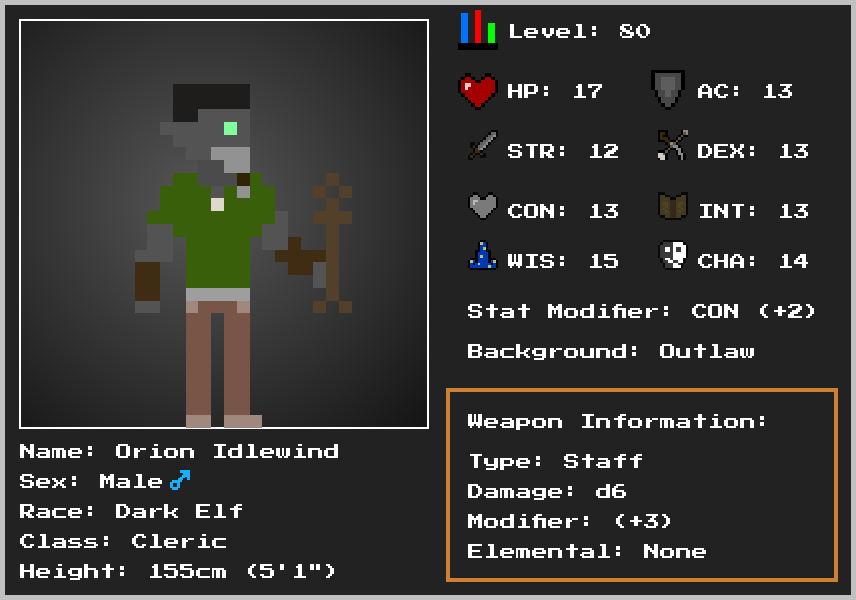 Level: 80
HP: 17 AC: 13
STR: 12 DEX: 13
CON: 13 INT: 13
WIS: 15 CHA: 14
Stat Modifier: CON (+2)
Background: Outlaw
Weapon Information:
Type: Staff
Damage: d6
Modifier: (+3)
Elemental: None
Name: Orion Idlewind
Sex: Male♂
Race: Dark Elf
Class: Cleric
Height: 155cm (5'1")